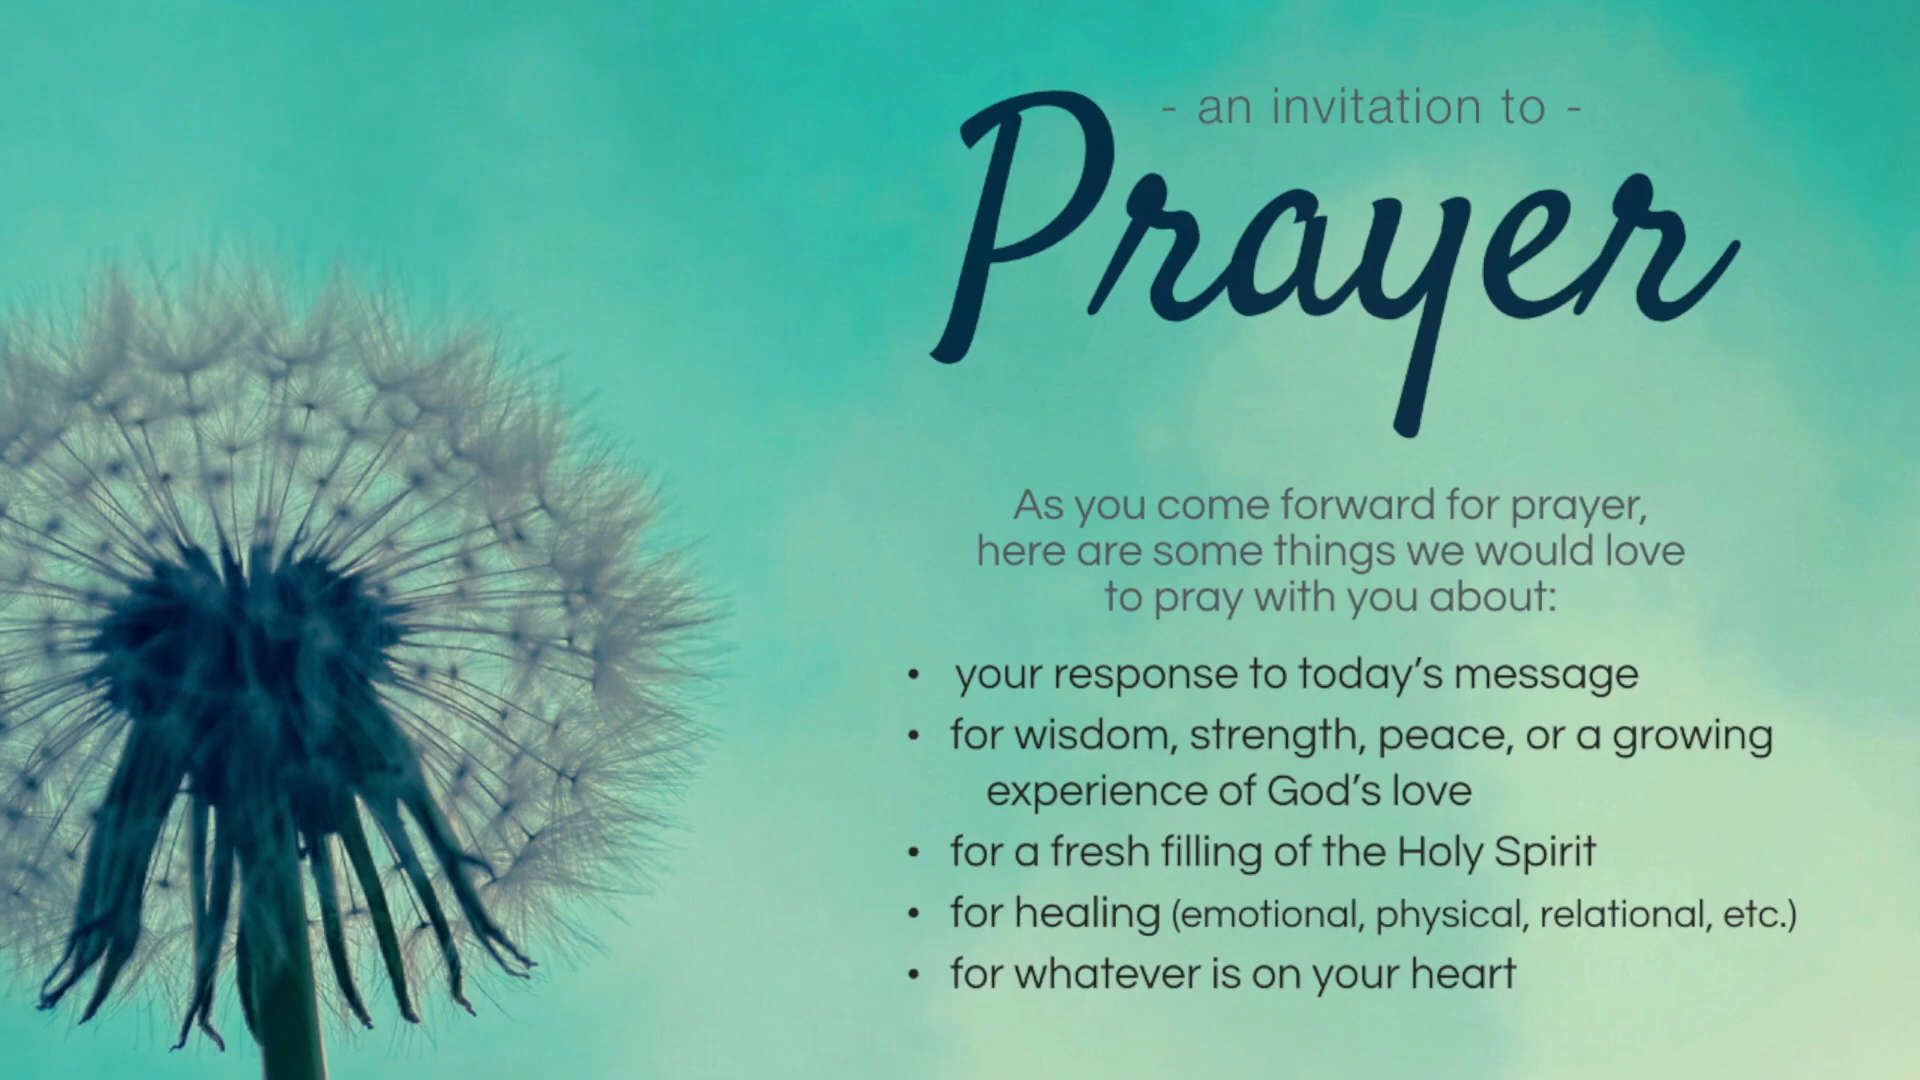 - an invitation to -
Prayer
As you come forward for prayer,
here are some things we would love
to pray with you about:
• your response to today’s message
• for wisdom, strength, peace, or a growing
experience of God’s love
• for a fresh filling of the Holy Spirit
• for healing (emotional, physical, relational, etc.)
• for whatever is on your heart